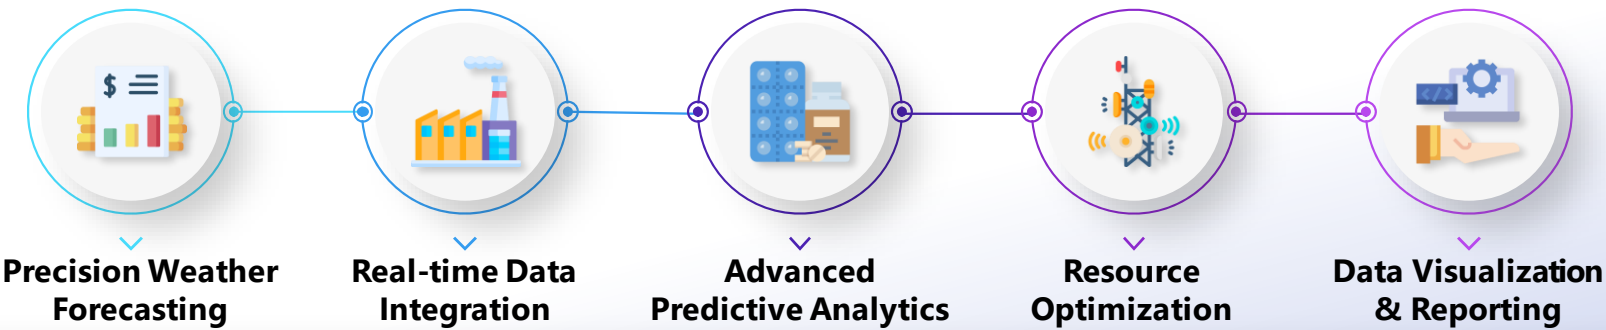 $
</>
Precision Weather
Forecasting
Real-time Data
Integration
Advanced
Predictive Analytics
Resource
Optimization
Data Visualization
& Reporting